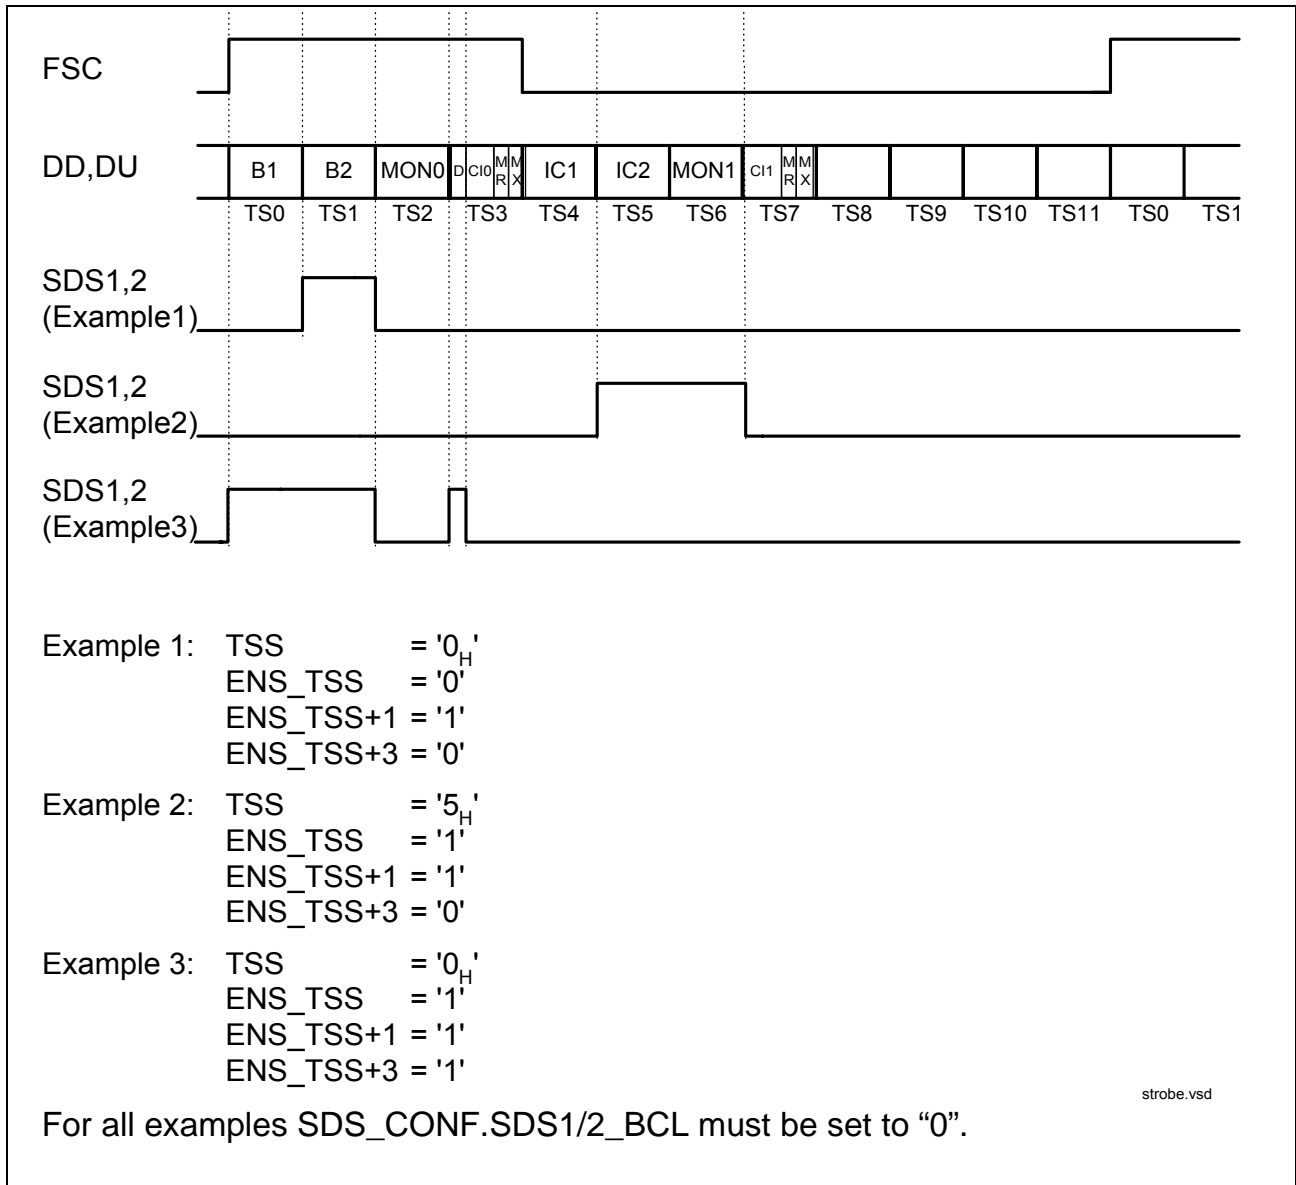 FSC
DD,DU B1 B2 MON0 D CI0 MR MX IC1 IC2 MON1 CI1 MR MX
TS0 TS1 TS2 TS3 TS4 TS5 TS6 TS7 TS8 TS9 TS10 TS11 TS0 TS1
SDS1,2
(Example1)
SDS1,2
(Example2)
SDS1,2
(Example3)
Example 1: TSS = '0H'
ENS_TSS = '0'
ENS_TSS+1 = '1'
ENS_TSS+3 = '0'
Example 2: TSS = '5H'
ENS_TSS = '1'
ENS_TSS+1 = '1'
ENS_TSS+3 = '0'
Example 3: TSS = '0H'
ENS_TSS = '1'
ENS_TSS+1 = '1'
ENS_TSS+3 = '1'
strobe.vsd
For all examples SDS_CONF.SDS1/2_BCL must be set to “0”.